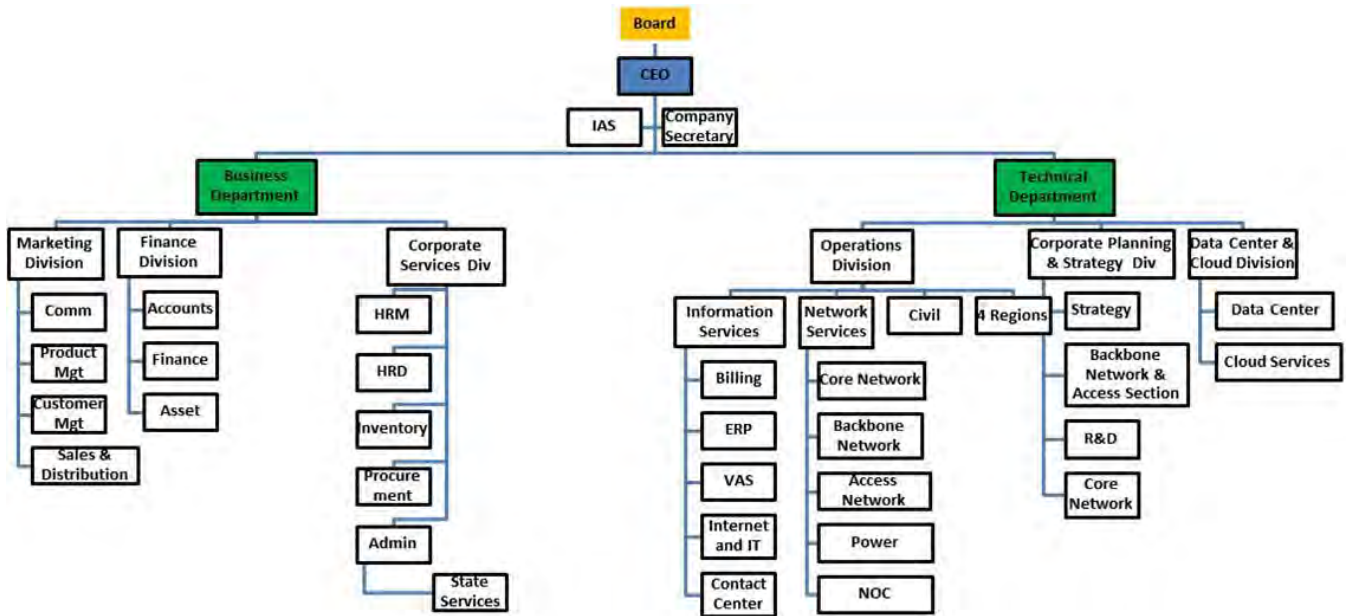 Board
CEO
IAS
Company
Secretary
Business
Department
Technical
Department
Marketing
Division
Finance
Division
Corporate
Services Div
Operations
Division
Corporate Planning
& Strategy Div
Data Center &
Cloud Division
Comm
Product
Mgt
Customer
Mgt
Sales &
Distribution
Accounts
Finance
Asset
HRM
HRD
Inventory
Procure
ment
Admin
State
Services
Information
Services
Network
Services
Civil
4 Regions
Billing
ERP
VAS
Internet
and IT
Contact
Center
Core Network
Backbone
Network
Access
Network
Power
NOC
Strategy
Backbone
Network &
Access Section
R&D
Core
Network
Data Center
Cloud Services